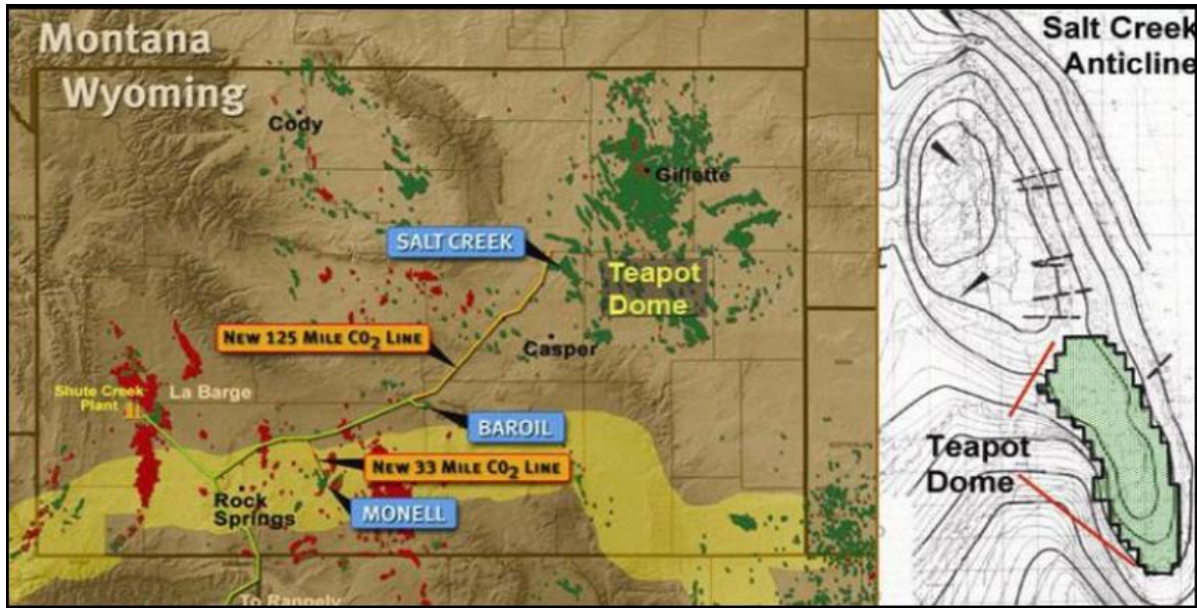 Montana
Wyoming
Cody
Gillette
SALT CREEK
Teapot
Dome
NEW 125 MILE CO2 LINE
Casper
Shute Creek
Plant
La Barge
BAROIL
NEW 33 MILE CO2 LINE
Rock
Springs
MONELL
To Rangely
Salt Creek
Anticline
Teapot
Dome